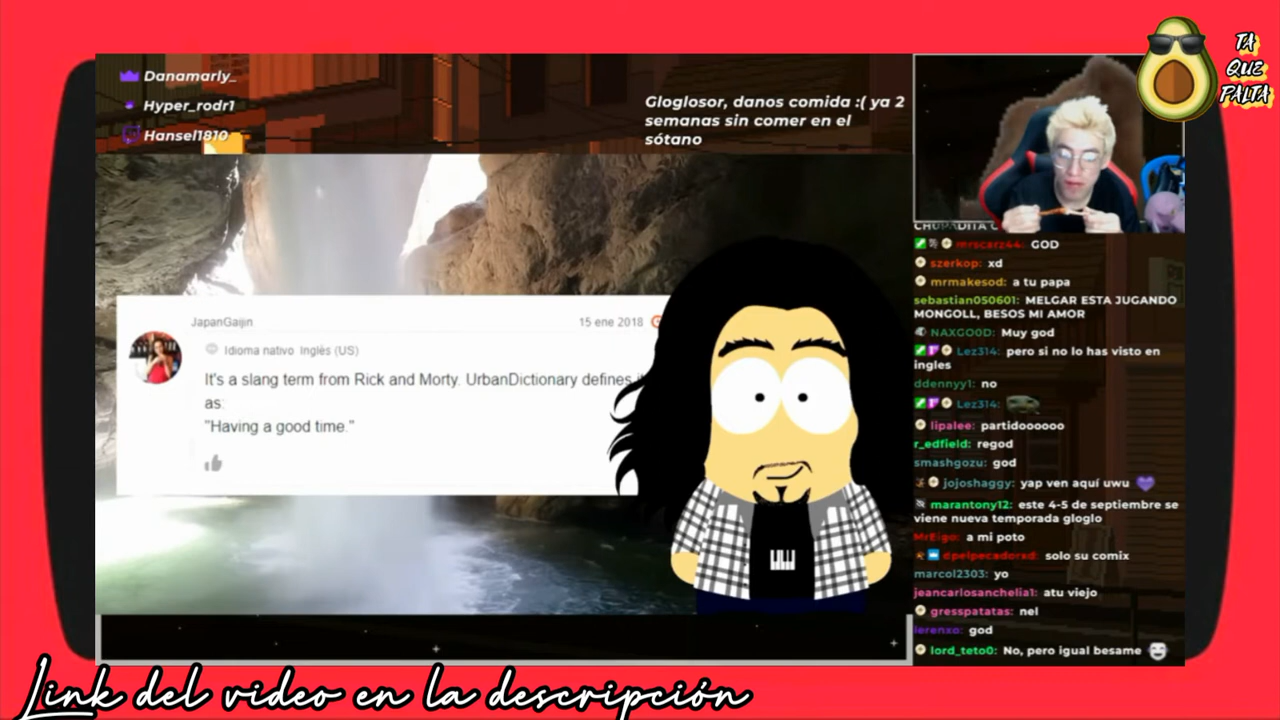 TA
QUE
PALTA
Danamarly_
Hyper_rodr1
Hansel1810
Gloglosor, danos comida :( ya 2
semanas sin comer en el
sótano
JapanGaijin
15 ene 2018
Idioma nativo Inglés (US)
It's a slang term from Rick and Morty. UrbanDictionary defines
as:
"Having a good time."
mrscarz44: GOD
szerkop: xd
mrmakesod: a tu papa
sebastian050601: MELGAR ESTA JUGANDO
MONGOLL, BESOS MI AMOR
NAXGO0D: Muy god
Lez314: pero si no lo has visto en
ingles
ddennyy1: no
Lez314:
lipalee: partidoooooo
r_edfield: regod
smashgozu: god
jojoshaggy: yap ven aquí uwu
marantony12: este 4-5 de septiembre se
viene nueva temporada gloglo
MrEigo: a mi poto
dpelpecadorxd: solo su comix
marcol2303: yo
jeancarlosanchelia1: atu viejo
gresspatatas: nel
lerenxo: god
lord_teto0: No, pero igual besame
Link del video en la descripción